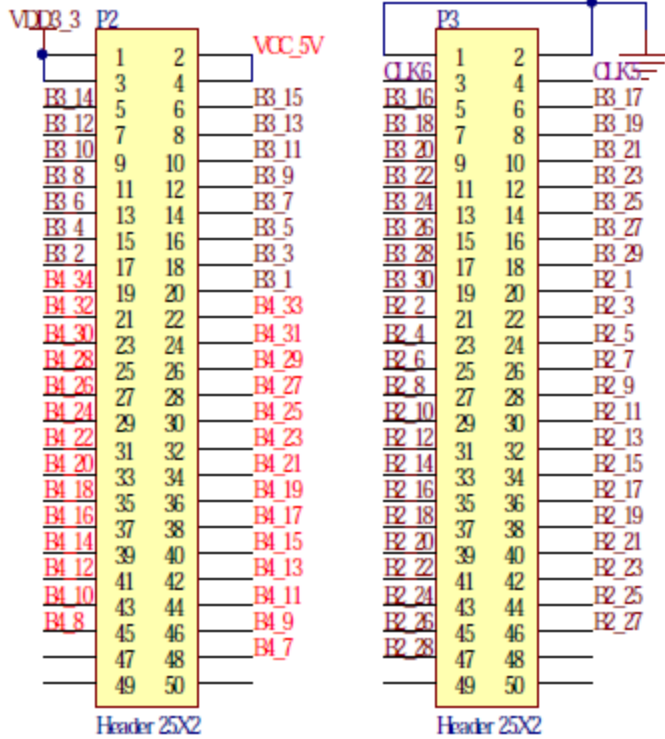 VDD3_3 P2
VCC_5V
1 2
3 4
B3_14 5 6 B3_15
B3_12 7 8 B3_13
B3_10 9 10 B3_11
B3_8 11 12 B3_9
B3_6 13 14 B3_7
B3_4 15 16 B3_5
B3_2 17 18 B3_3
B4_34 19 20 B3_1
B4_32 21 22 B4_33
B4_30 23 24 B4_31
B4_28 25 26 B4_29
B4_26 27 28 B4_27
B4_24 29 30 B4_25
B4_22 31 32 B4_23
B4_20 33 34 B4_21
B4_18 35 36 B4_19
B4_16 37 38 B4_17
B4_14 39 40 B4_15
B4_12 41 42 B4_13
B4_10 43 44 B4_11
B4_8 45 46 B4_9
47 48 B4_7
49 50
Header 25X2
P3
1 2
CLK6 3 4 CLK5
B3_16 5 6 B3_17
B3_18 7 8 B3_19
B3_20 9 10 B3_21
B3_22 11 12 B3_23
B3_24 13 14 B3_25
B3_26 15 16 B3_27
B3_28 17 18 B3_29
B3_30 19 20 B2_1
B2_2 21 22 B2_3
B2_4 23 24 B2_5
B2_6 25 26 B2_7
B2_8 27 28 B2_9
B2_10 29 30 B2_11
B2_12 31 32 B2_13
B2_14 33 34 B2_15
B2_16 35 36 B2_17
B2_18 37 38 B2_19
B2_20 39 40 B2_21
B2_22 41 42 B2_23
B2_24 43 44 B2_25
B2_26 45 46 B2_27
B2_28 47 48
49 50
Header 25X2